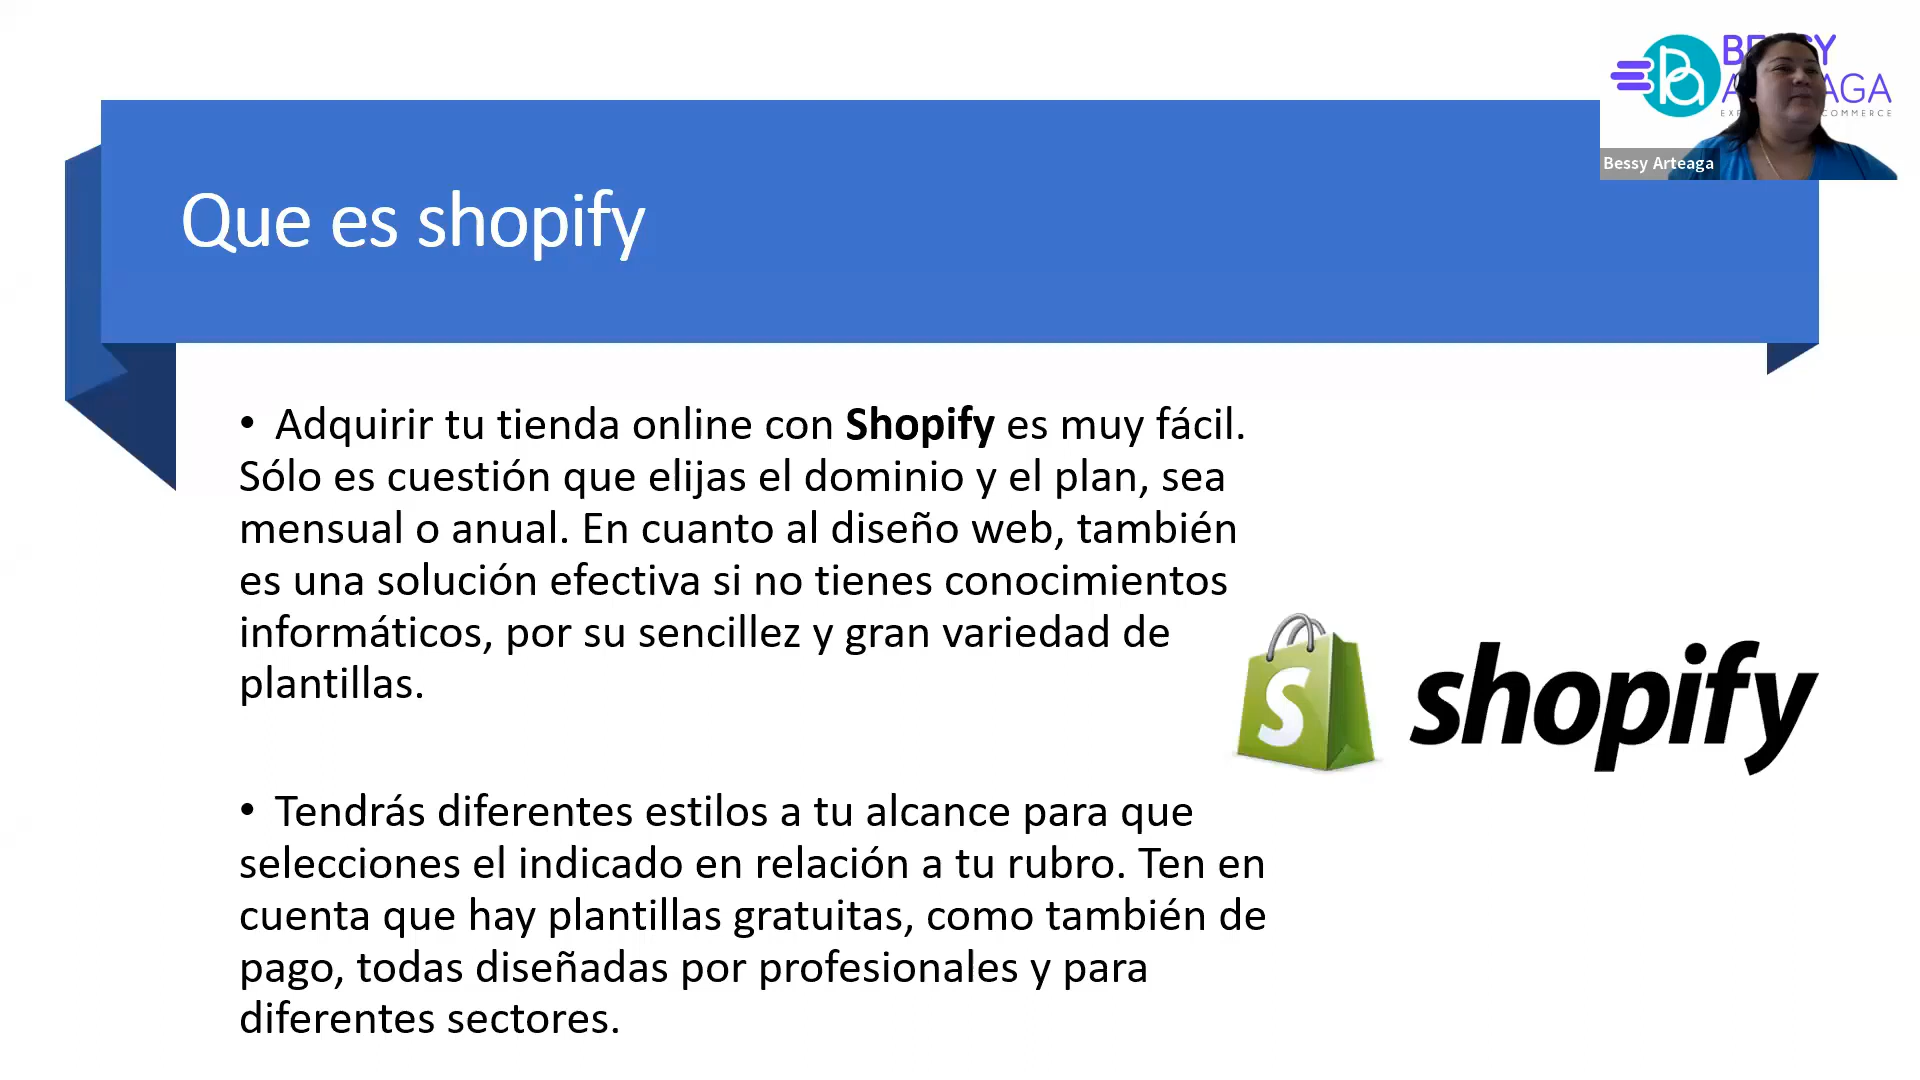 Que es shopify
Bessy Arteaga
• Adquirir tu tienda online con Shopify es muy fácil.
Sólo es cuestión que elijas el dominio y el plan, sea
mensual o anual. En cuanto al diseño web, también
es una solución efectiva si no tienes conocimientos
informáticos, por su sencillez y gran variedad de
plantillas.
shopify
• Tendrás diferentes estilos a tu alcance para que
selecciones el indicado en relación a tu rubro. Ten en
cuenta que hay plantillas gratuitas, como también de
pago, todas diseñadas por profesionales y para
diferentes sectores.